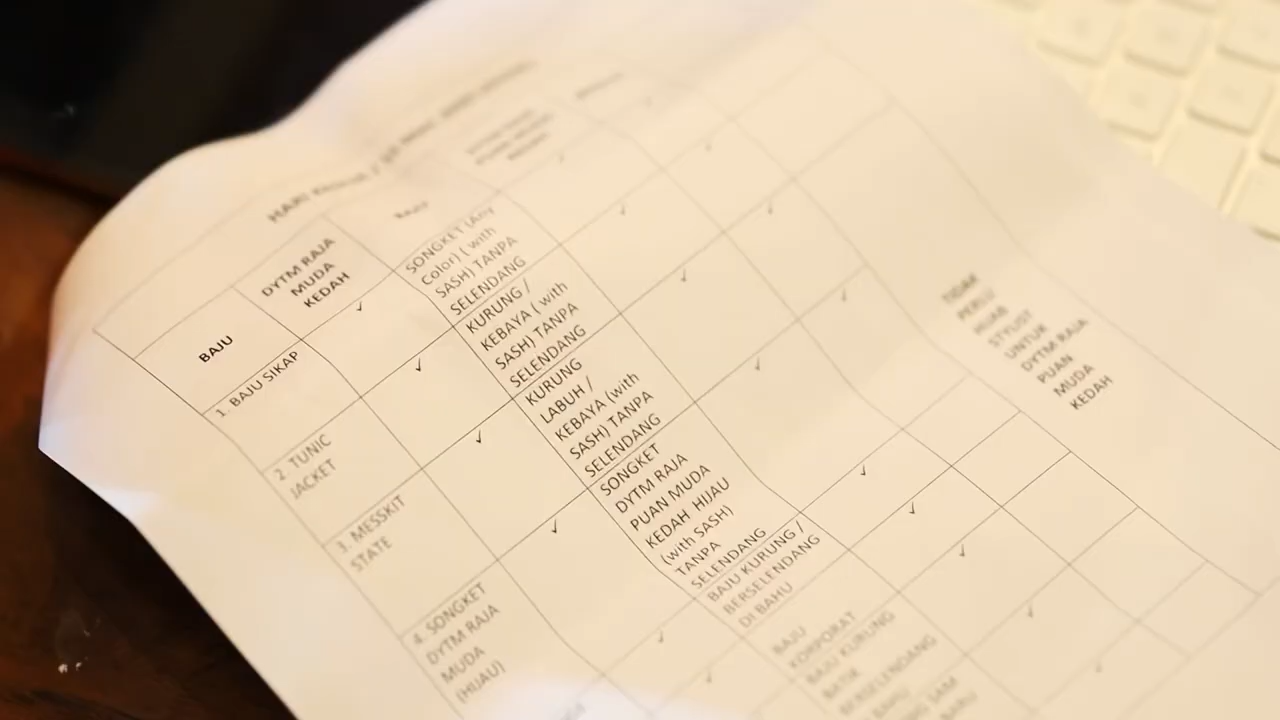 HARI
BAJU
DYTM RAJA
MUDA
KEDAH
BAJU
1. BAJU SIKAP
✓
SONGKET (Any
Color) ( with
SASH) TANPA
SELENDANG
✓
✓
2. TUNIC
JACKET
✓
KURUNG /
KEBAYA ( with
SASH) TANPA
SELENDANG
✓
✓
3. MESSKIT
STATE
✓
KURUNG
LABUH /
KEBAYA (with
SASH) TANPA
SELENDANG
✓
✓
4. SONGKET
DYTM RAJA
MUDA
(HIJAU)
✓
SONGKET
DYTM RAJA
PUAN MUDA
KEDAH HIJAU
(with SASH)
TANPA
SELENDANG
✓
✓
✓
BAJU KURUNG /
BERSELENDANG
DI BAHU
✓
✓
✓
BAJU
KORPORAT
BAJU KURUNG
BATIK
BERSELENDANG
✓
✓
TIDAK
PERLU
HIJAB
STYLIST
UNTUK
DYTM RAJA
PUAN
MUDA
KEDAH